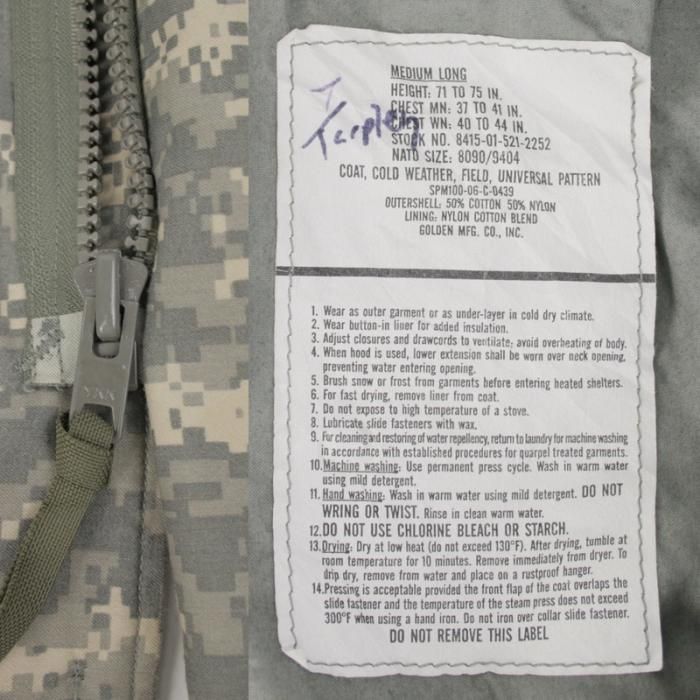 YKK
T
Tarpley
MEDIUM LONG
HEIGHT: 71 TO 75 IN.
CHEST MN: 37 TO 41 IN.
CHEST WN: 40 TO 44 IN.
STOCK NO. 8415-01-521-2252
NATO SIZE: 8090/9404
COAT, COLD WEATHER, FIELD, UNIVERSAL PATTERN
SPM100-06-C-0439
OUTERSHELL: 50% COTTON 50% NYLON
LINING: NYLON COTTON BLEND
GOLDEN MFG. CO., INC.
1. Wear as outer garment or as under-layer in cold dry climate.
2. Wear button-in liner for added insulation.
3. Adjust closures and drawcords to ventilate; avoid overheating of body.
4. When hood is used, lower extension shall be worn over neck opening,
preventing water entering opening.
5. Brush snow or frost from garments before entering heated shelters.
6. For fast drying, remove liner from coat.
7. Do not expose to high temperature of a stove.
8. Lubricate slide fasteners with wax.
9. For cleaning and restoring of water repellency, return to laundry for machine washing
in accordance with established procedures for quarpel treated garments.
10. Machine washing: Use permanent press cycle. Wash in warm water
using mild detergent.
11. Hand washing: Wash in warm water using mild detergent. DO NOT
WRING OR TWIST. Rinse in clean warm water.
12. DO NOT USE CHLORINE BLEACH OR STARCH.
13. Drying: Dry at low heat (do not exceed 130°F). After drying, tumble at
room temperature for 10 minutes. Remove immediately from dryer. To
drip dry, remove from water and place on a rustproof hanger.
14. Pressing is acceptable provided the front flap of the coat overlaps the
slide fastener and the temperature of the steam press does not exceed
300°F when using a hand iron. Do not iron over collar slide fastener.
DO NOT REMOVE THIS LABEL